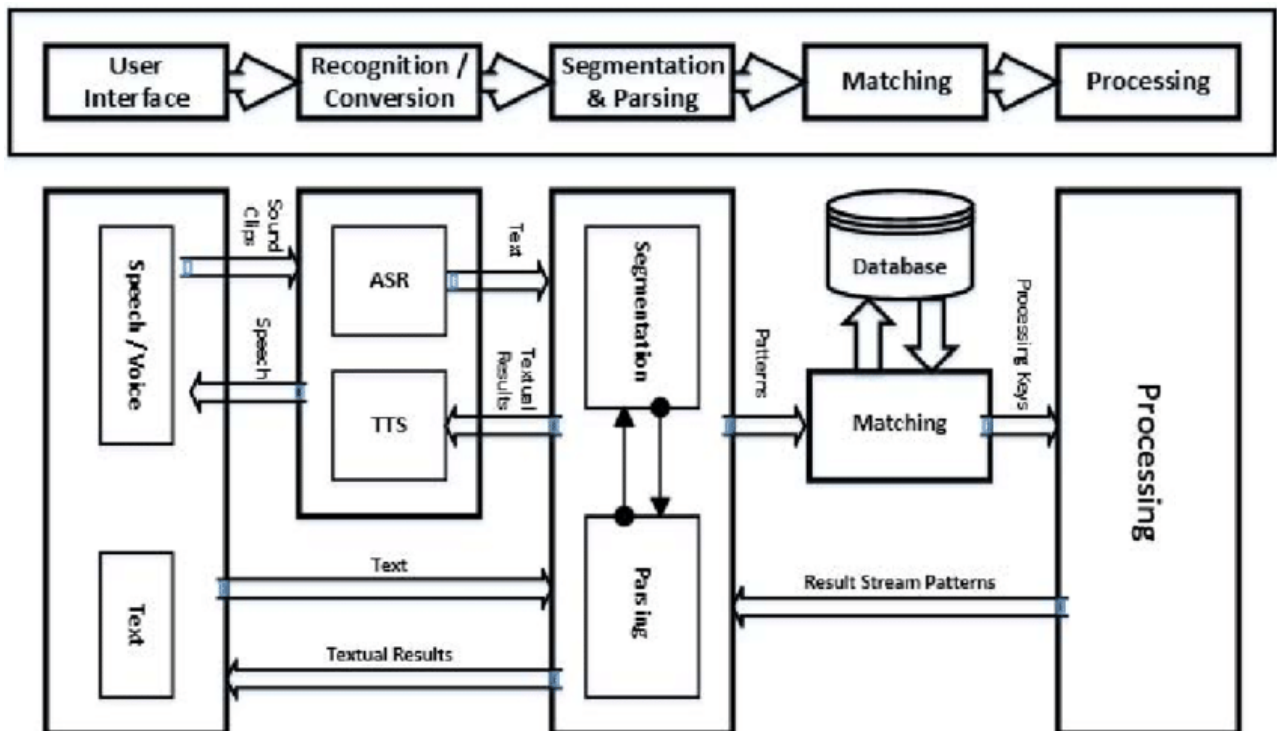 User
Interface
Recognition /
Conversion
Segmentation
& Parsing
Matching
Processing
Speech / Voice
Text
Sound
Clips
Speech
ASR
TTS
Text
Textual
Results
Text
Textual Results
Segmentation
Parsing
Patterns
Database
Matching
Processing Keys
Result Stream Patterns
Processing